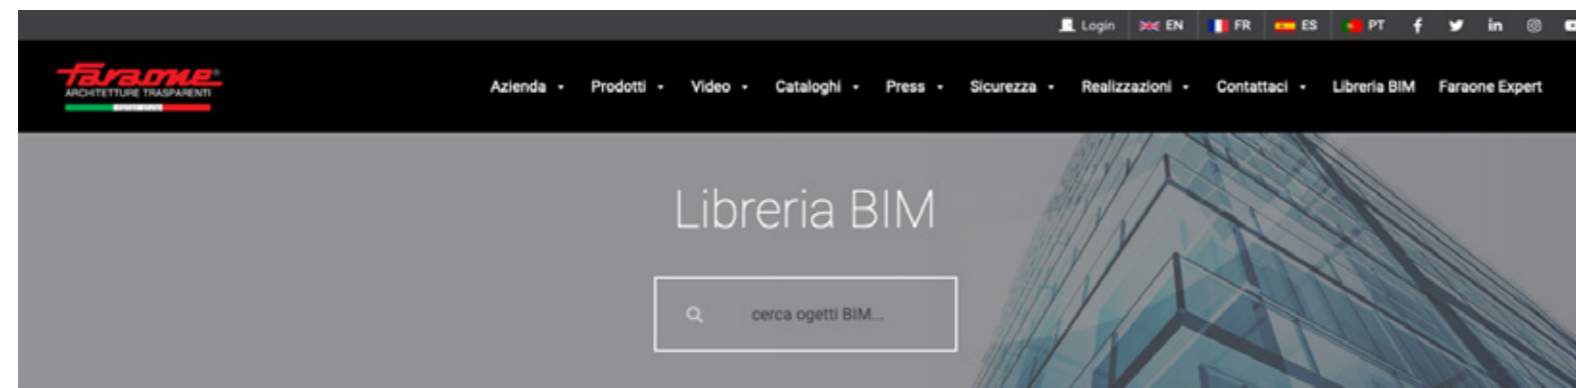 Login EN FR ES PT
faraone®
ARCHITETTURE TRASPARENTI
Azienda Prodotti Video Cataloghi Press Sicurezza Realizzazioni Contattaci Libreria BIM Faraone Expert
Libreria BIM
cerca ogetti BIM...